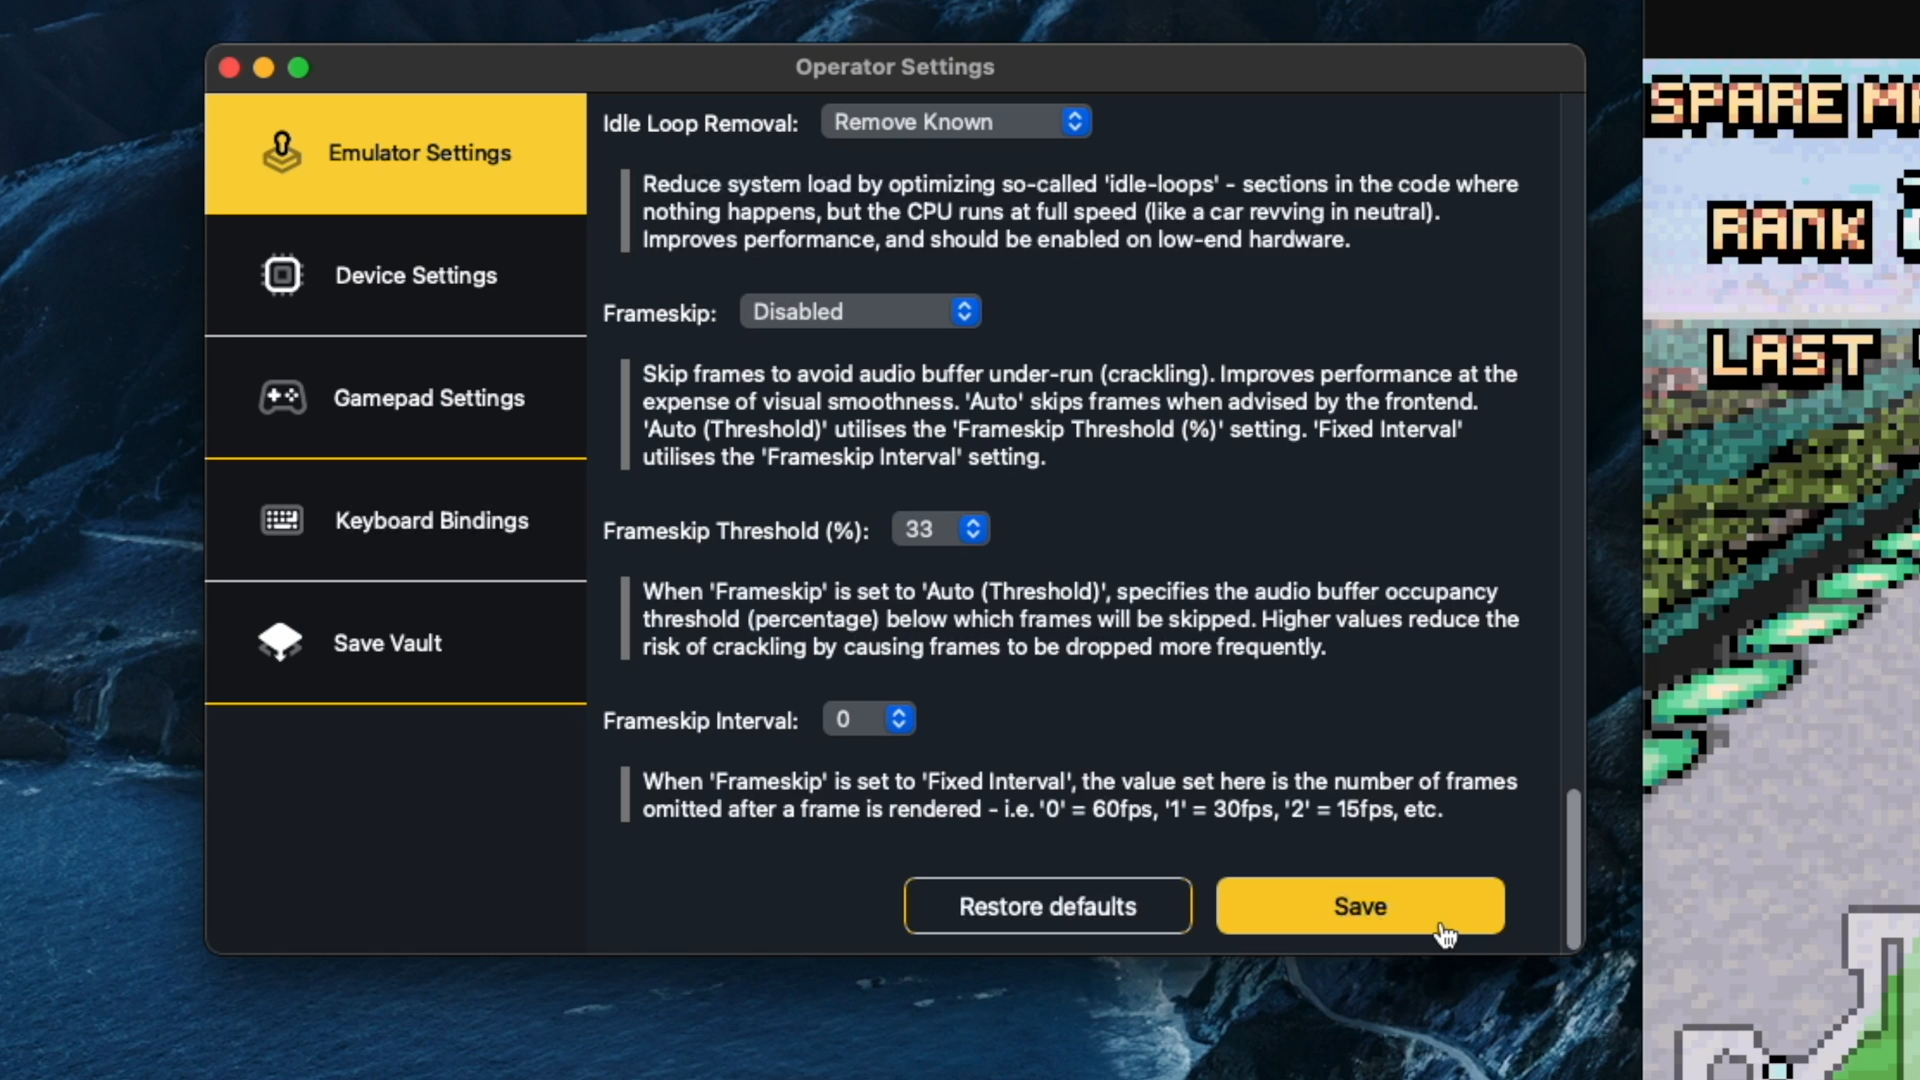 Operator Settings
Emulator Settings
Device Settings
Gamepad Settings
Keyboard Bindings
Save Vault
Idle Loop Removal: Remove Known
Reduce system load by optimizing so-called 'idle-loops' - sections in the code where
nothing happens, but the CPU runs at full speed (like a car revving in neutral).
Improves performance, and should be enabled on low-end hardware.
Frameskip: Disabled
Skip frames to avoid audio buffer under-run (crackling). Improves performance at the
expense of visual smoothness. 'Auto' skips frames when advised by the frontend.
'Auto (Threshold)' utilises the 'Frameskip Threshold (%)' setting. 'Fixed Interval'
utilises the 'Frameskip Interval' setting.
Frameskip Threshold (%): 33
When 'Frameskip' is set to 'Auto (Threshold)', specifies the audio buffer occupancy
threshold (percentage) below which frames will be skipped. Higher values reduce the
risk of crackling by causing frames to be dropped more frequently.
Frameskip Interval: 0
When 'Frameskip' is set to 'Fixed Interval', the value set here is the number of frames
omitted after a frame is rendered - i.e. '0' = 60fps, '1' = 30fps, '2' = 15fps, etc.
Restore defaults
Save
SPARE
RANK
LAST